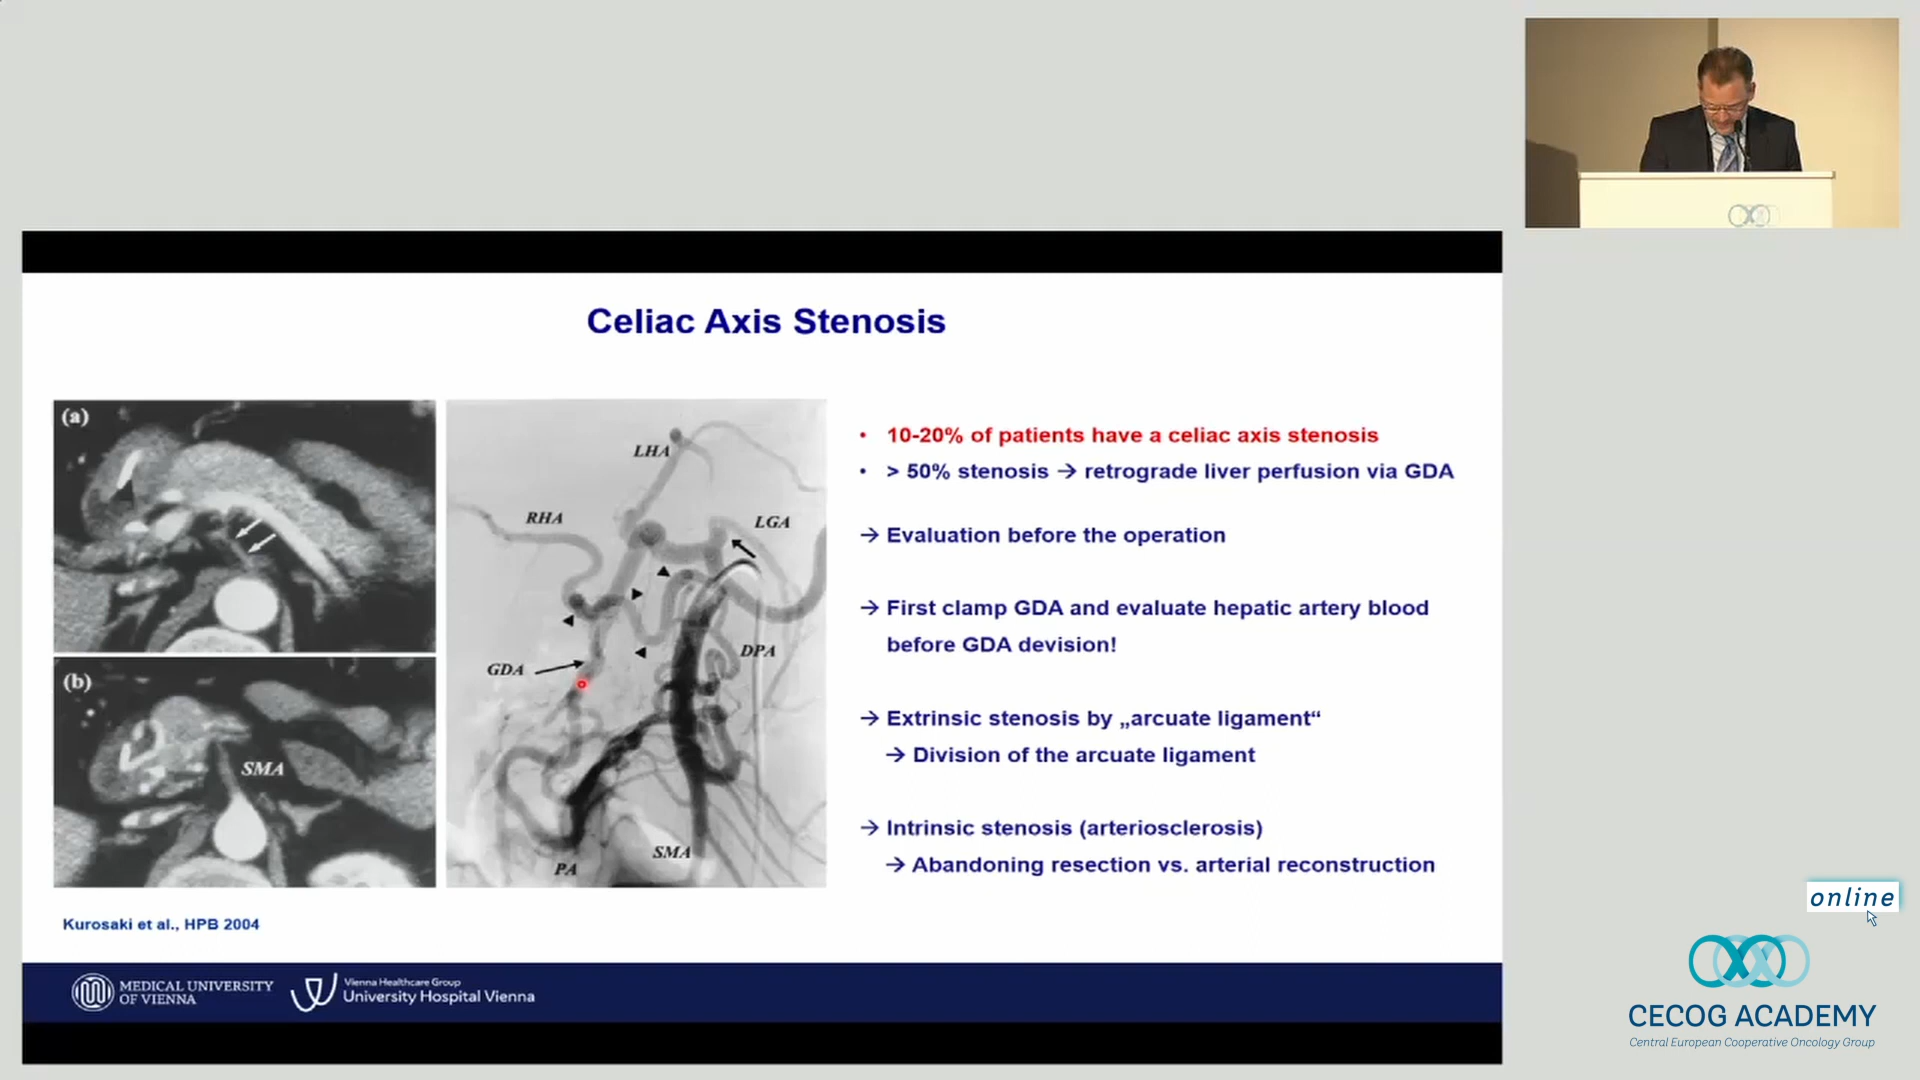 Celiac Axis Stenosis
(a)
(b)
SMA
LHA
RHA
LGA
GDA
DPA
PA
SMA
• 10-20% of patients have a celiac axis stenosis
• > 50% stenosis → retrograde liver perfusion via GDA
→ Evaluation before the operation
→ First clamp GDA and evaluate hepatic artery blood
before GDA devision!
→ Extrinsic stenosis by „arcuate ligament“
→ Division of the arcuate ligament
→ Intrinsic stenosis (arteriosclerosis)
→ Abandoning resection vs. arterial reconstruction
Kurosaki et al., HPB 2004
MEDICAL UNIVERSITY
OF VIENNA
Vienna Healthcare Group
University Hospital Vienna
online
CECOG ACADEMY
Central European Cooperative Oncology Group